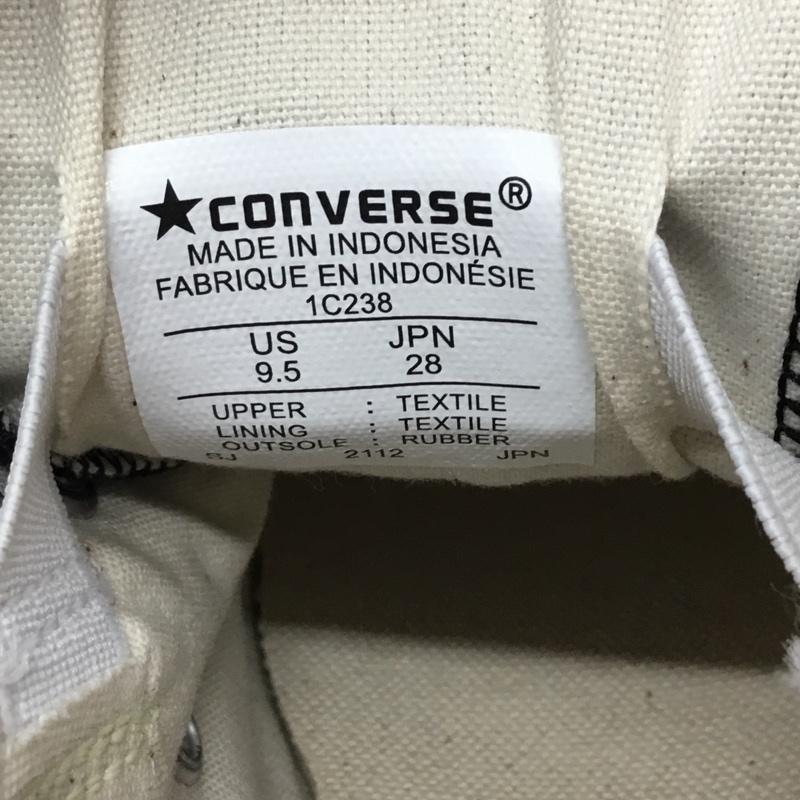 ★CONVERSE®
MADE IN INDONESIA
FABRIQUE EN INDONÉSIE
1C238
US JPN
9.5 28
UPPER : TEXTILE
LINING : TEXTILE
OUTSOLE : RUBBER
SJ 2112 JPN